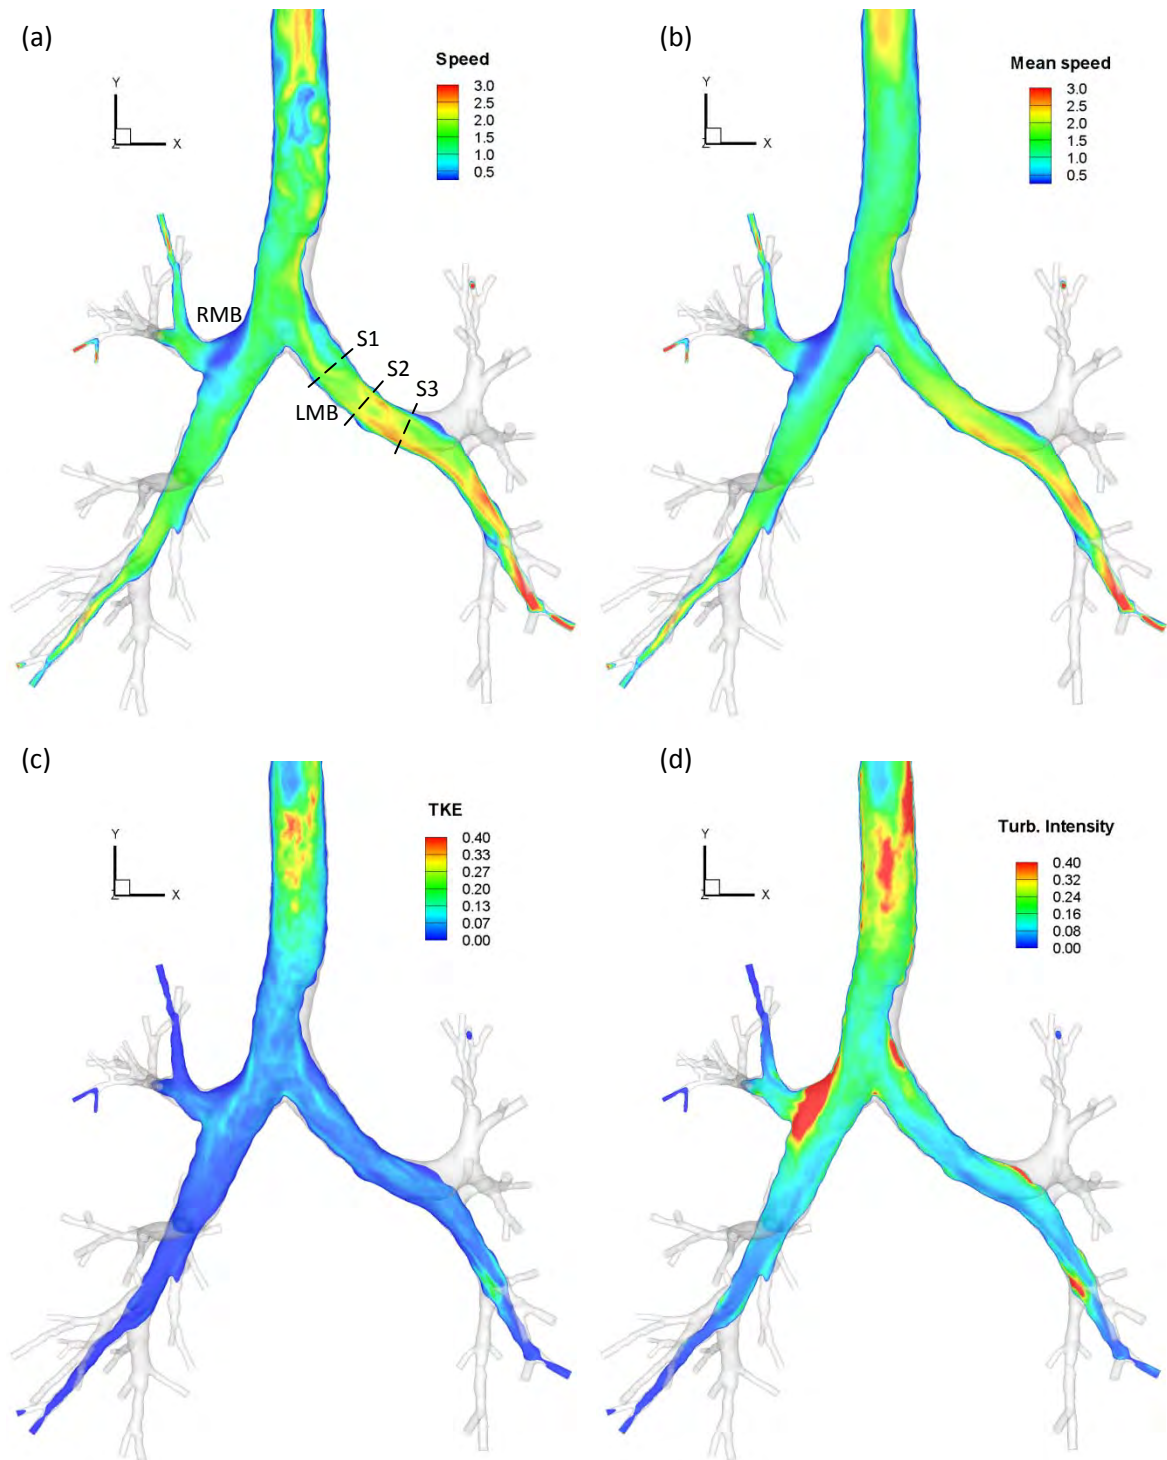 (a)
Speed
3.0
2.5
2.0
1.5
1.0
0.5
Y
Z X
RMB
S1
S2
S3
LMB
(b)
Mean speed
3.0
2.5
2.0
1.5
1.0
0.5
Y
Z X
(c)
TKE
0.40
0.33
0.27
0.20
0.13
0.07
0.00
Y
Z X
(d)
Turb. Intensity
0.40
0.32
0.24
0.16
0.08
0.00
Y
Z X